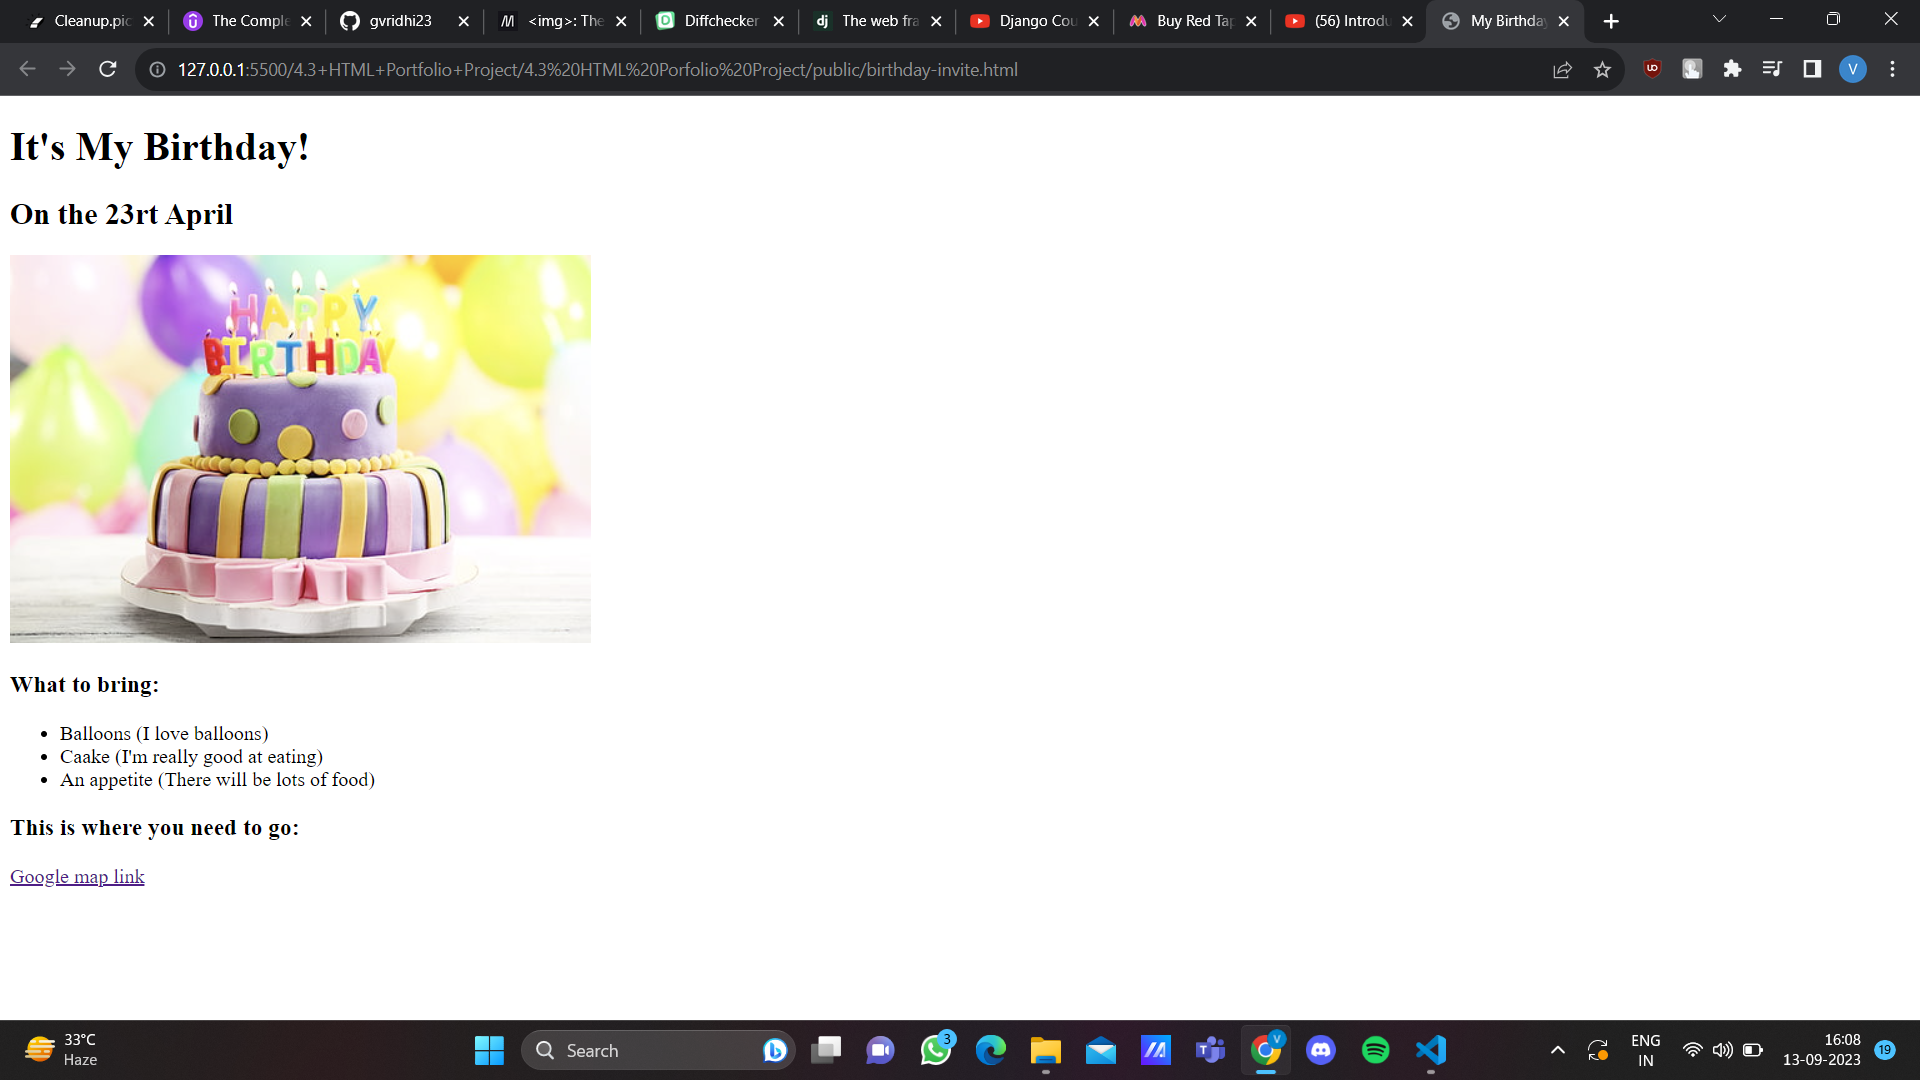 Cleanup.pic
The Comple
gvridhi23
<img>: The
Diffchecker
The web fra
Django Cou
Buy Red Tap
(56) Introdu
My Birthday
127.0.0.1:5500/4.3+HTML+Portfolio+Project/4.3%20HTML%20Porfolio%20Project/public/birthday-invite.html
V
It's My Birthday!
On the 23rt April
HAPPY
BIRTHDAY
What to bring:
Balloons (I love balloons)
Caake (I'm really good at eating)
An appetite (There will be lots of food)
This is where you need to go:
Google map link
33°C
Haze
Search
3
V
ENG
IN
16:08
13-09-2023
19